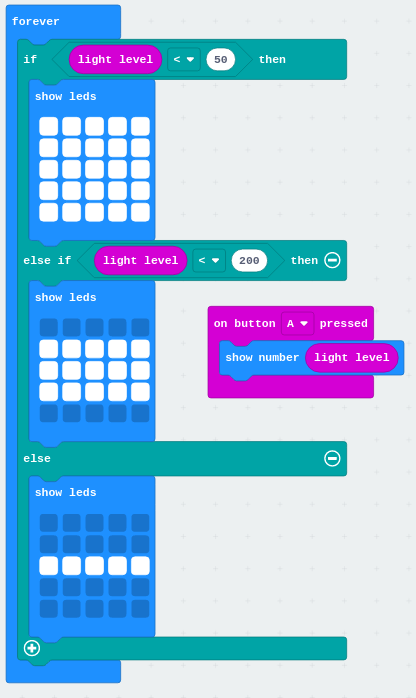 forever
if light level < 50 then
show leds
else if light level < 200 then
show leds
on button A pressed
show number light level
else
show leds